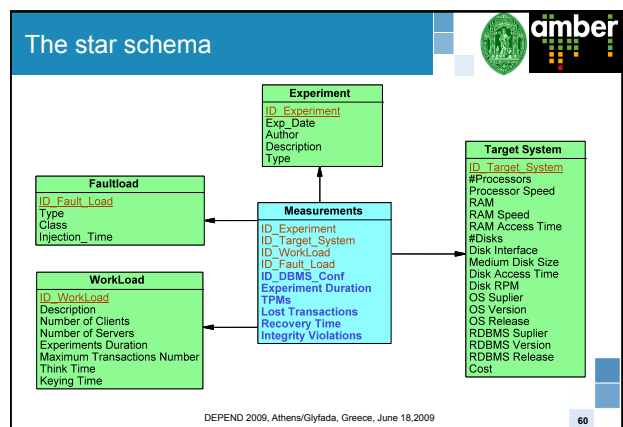 The star schema
amber
Experiment
ID_Experiment
Exp_Date
Author
Description
Type
Faultload
ID_Fault_Load
Type
Class
Injection_Time
Measurements
ID_Experiment
ID_Target_System
ID_WorkLoad
ID_Fault_Load
ID_DBMS_Conf
Experiment Duration
TPMs
Lost Transactions
Recovery Time
Integrity Violations
Target System
ID_Target_System
#Processors
Processor Speed
RAM
RAM Speed
RAM Access Time
#Disks
Disk Interface
Medium Disk Size
Disk Access Time
Disk RPM
OS Suplier
OS Version
OS Release
RDBMS Suplier
RDBMS Version
RDBMS Release
Cost
WorkLoad
ID_WorkLoad
Description
Number of Clients
Number of Servers
Experiments Duration
Maximum Transactions Number
Think Time
Keying Time
DEPEND 2009, Athens/Glyfada, Greece, June 18,2009
60